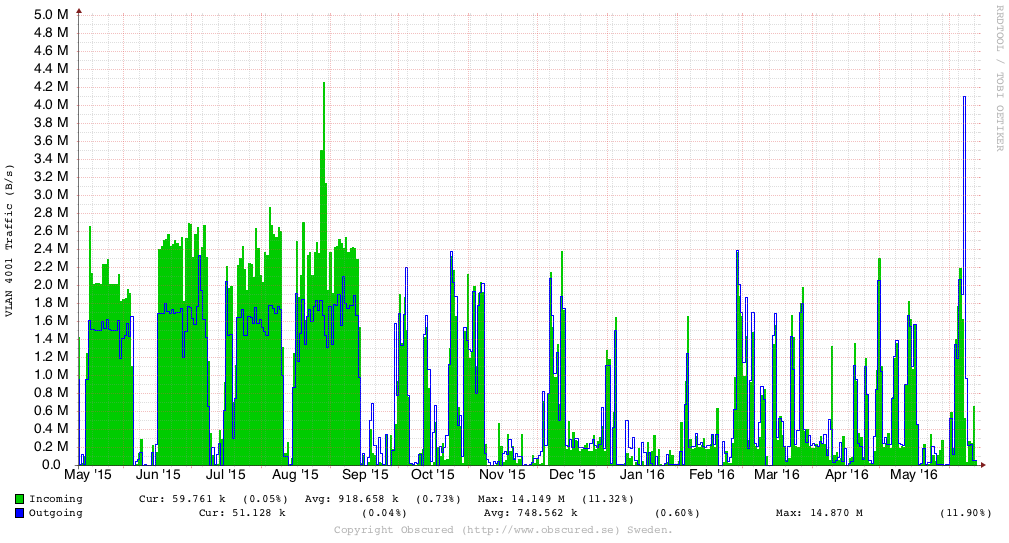 5.0 M
4.8 M
4.6 M
4.4 M
4.2 M
4.0 M
3.8 M
3.6 M
3.4 M
3.2 M
3.0 M
2.8 M
2.6 M
2.4 M
2.2 M
2.0 M
1.8 M
1.6 M
1.4 M
1.2 M
1.0 M
0.8 M
0.6 M
0.4 M
0.2 M
0.0
VLAN 4001 Traffic (B/s)
RRDTOOL / TOBI OETIKER
May '15 Jun '15 Jul '15 Aug '15 Sep '15 Oct '15 Nov '15 Dec '15 Jan '16 Feb '16 Mar '16 Apr '16 May '16
Incoming Cur: 59.761 k (0.05%) Avg: 918.658 k (0.73%) Max: 14.149 M (11.32%)
Outgoing Cur: 51.128 k (0.04%) Avg: 748.562 k (0.60%) Max: 14.870 M (11.90%)
Copyright Obscured (http://www.obscured.se) Sweden.